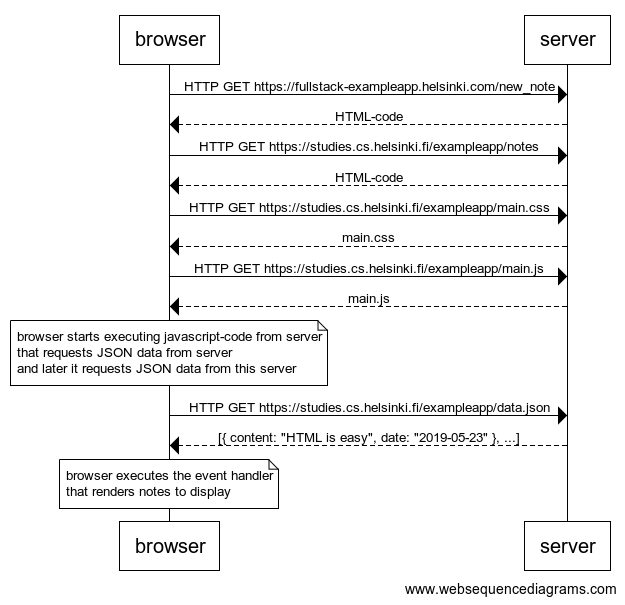 browser server
HTTP GET https://fullstack-exampleapp.helsinki.com/new_note
HTML-code
HTTP GET https://studies.cs.helsinki.fi/exampleapp/notes
HTML-code
HTTP GET https://studies.cs.helsinki.fi/exampleapp/main.css
main.css
HTTP GET https://studies.cs.helsinki.fi/exampleapp/main.js
main.js
browser starts executing javascript-code from server
that requests JSON data from server
and later it requests JSON data from this server
HTTP GET https://studies.cs.helsinki.fi/exampleapp/data.json
[{ content: "HTML is easy", date: "2019-05-23" }, ...]
browser executes the event handler
that renders notes to display
browser server
www.websequencediagrams.com